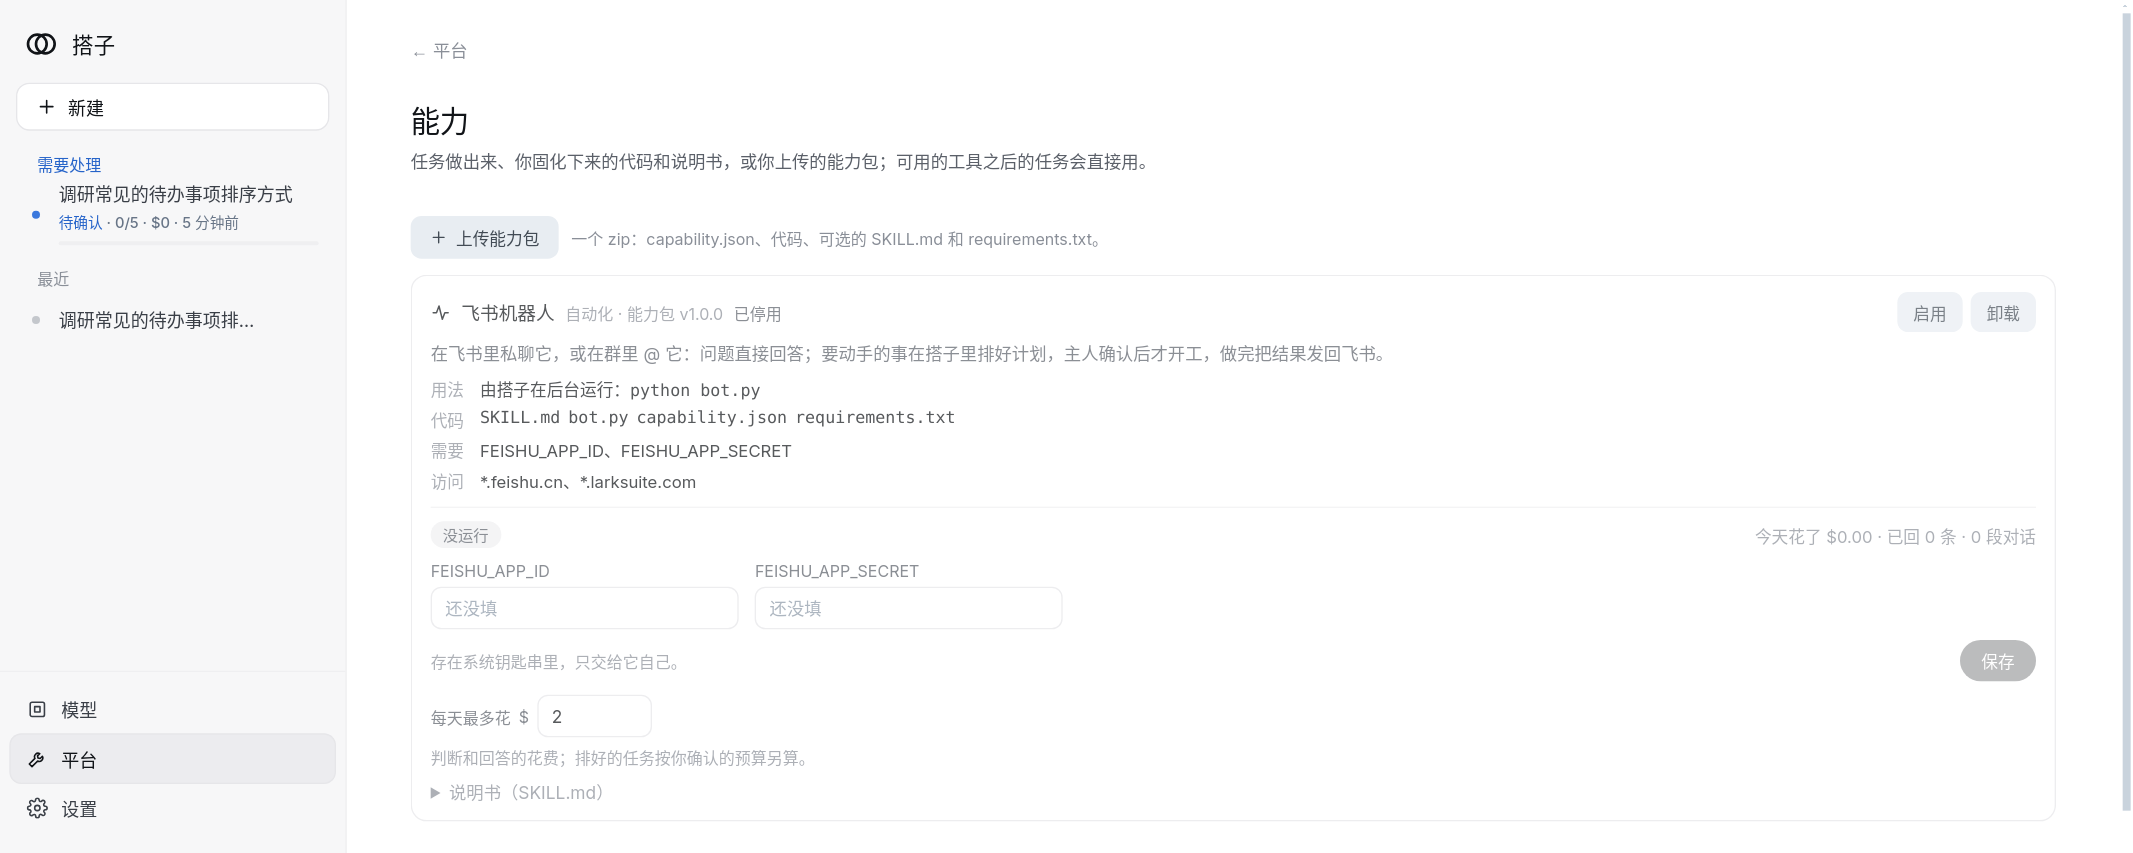 搭子
新建
需要处理
调研常见的待办事项排序方式
待确认 · 0/5 · $0 · 5 分钟前
最近
调研常见的待办事项排...
模型
平台
设置
← 平台
能力
任务做出来、你固化下来的代码和说明书，或你上传的能力包；可用的工具之后的任务会直接用。
上传能力包 一个 zip：capability.json、代码、可选的 SKILL.md 和 requirements.txt。
飞书机器人 自动化 · 能力包 v1.0.0 已停用 启用 卸载
在飞书里私聊它，或在群里 @ 它：问题直接回答；要动手的事在搭子里排好计划，主人确认后才开工，做完把结果发回飞书。
用法 由搭子在后台运行：python bot.py
代码 SKILL.md bot.py capability.json requirements.txt
需要 FEISHU_APP_ID、FEISHU_APP_SECRET
访问 *.feishu.cn、*.larksuite.com
没运行 今天花了 $0.00 · 已回 0 条 · 0 段对话
FEISHU_APP_ID FEISHU_APP_SECRET
还没填 还没填
存在系统钥匙串里，只交给它自己。 保存
每天最多花 $ 2
判断和回答的花费；排好的任务按你确认的预算另算。
▶ 说明书（SKILL.md）